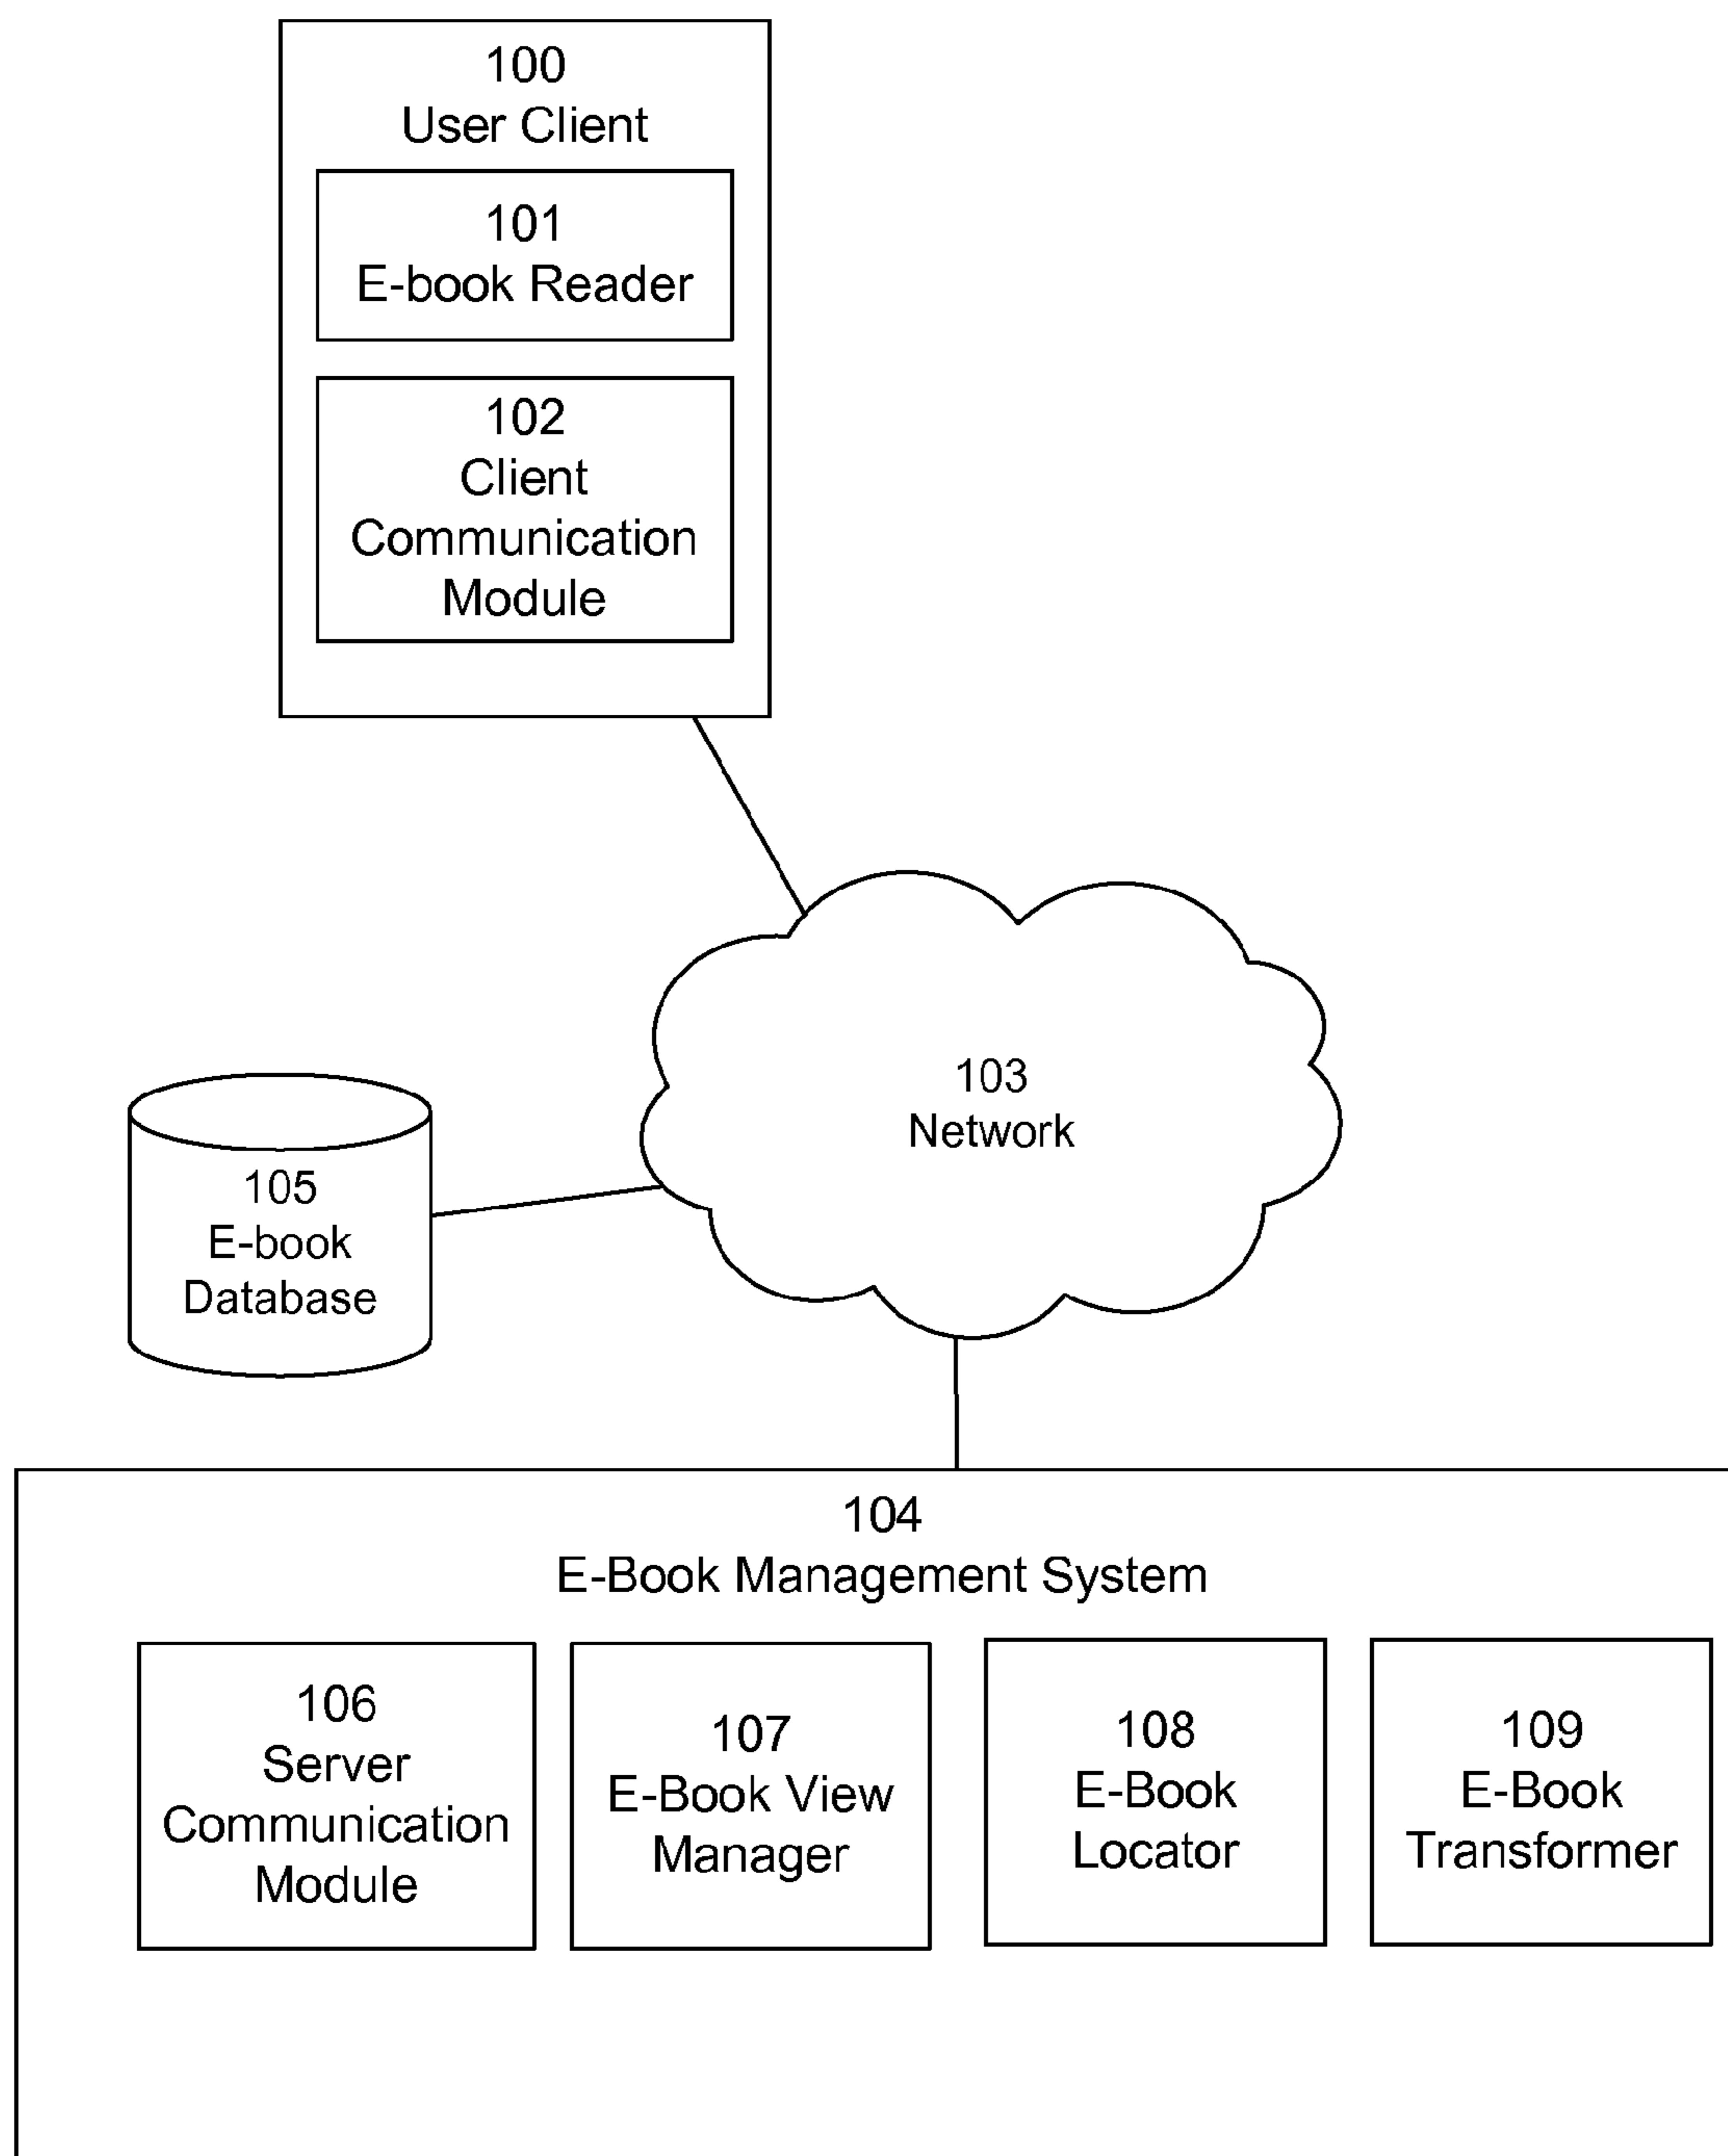 100
User Client
101
E-book Reader
102
Client
Communication
Module
103
Network
105
E-book
Database
104
E-Book Management System
106
Server
Communication
Module
107
E-Book View
Manager
108
E-Book
Locator
109
E-Book
Transformer